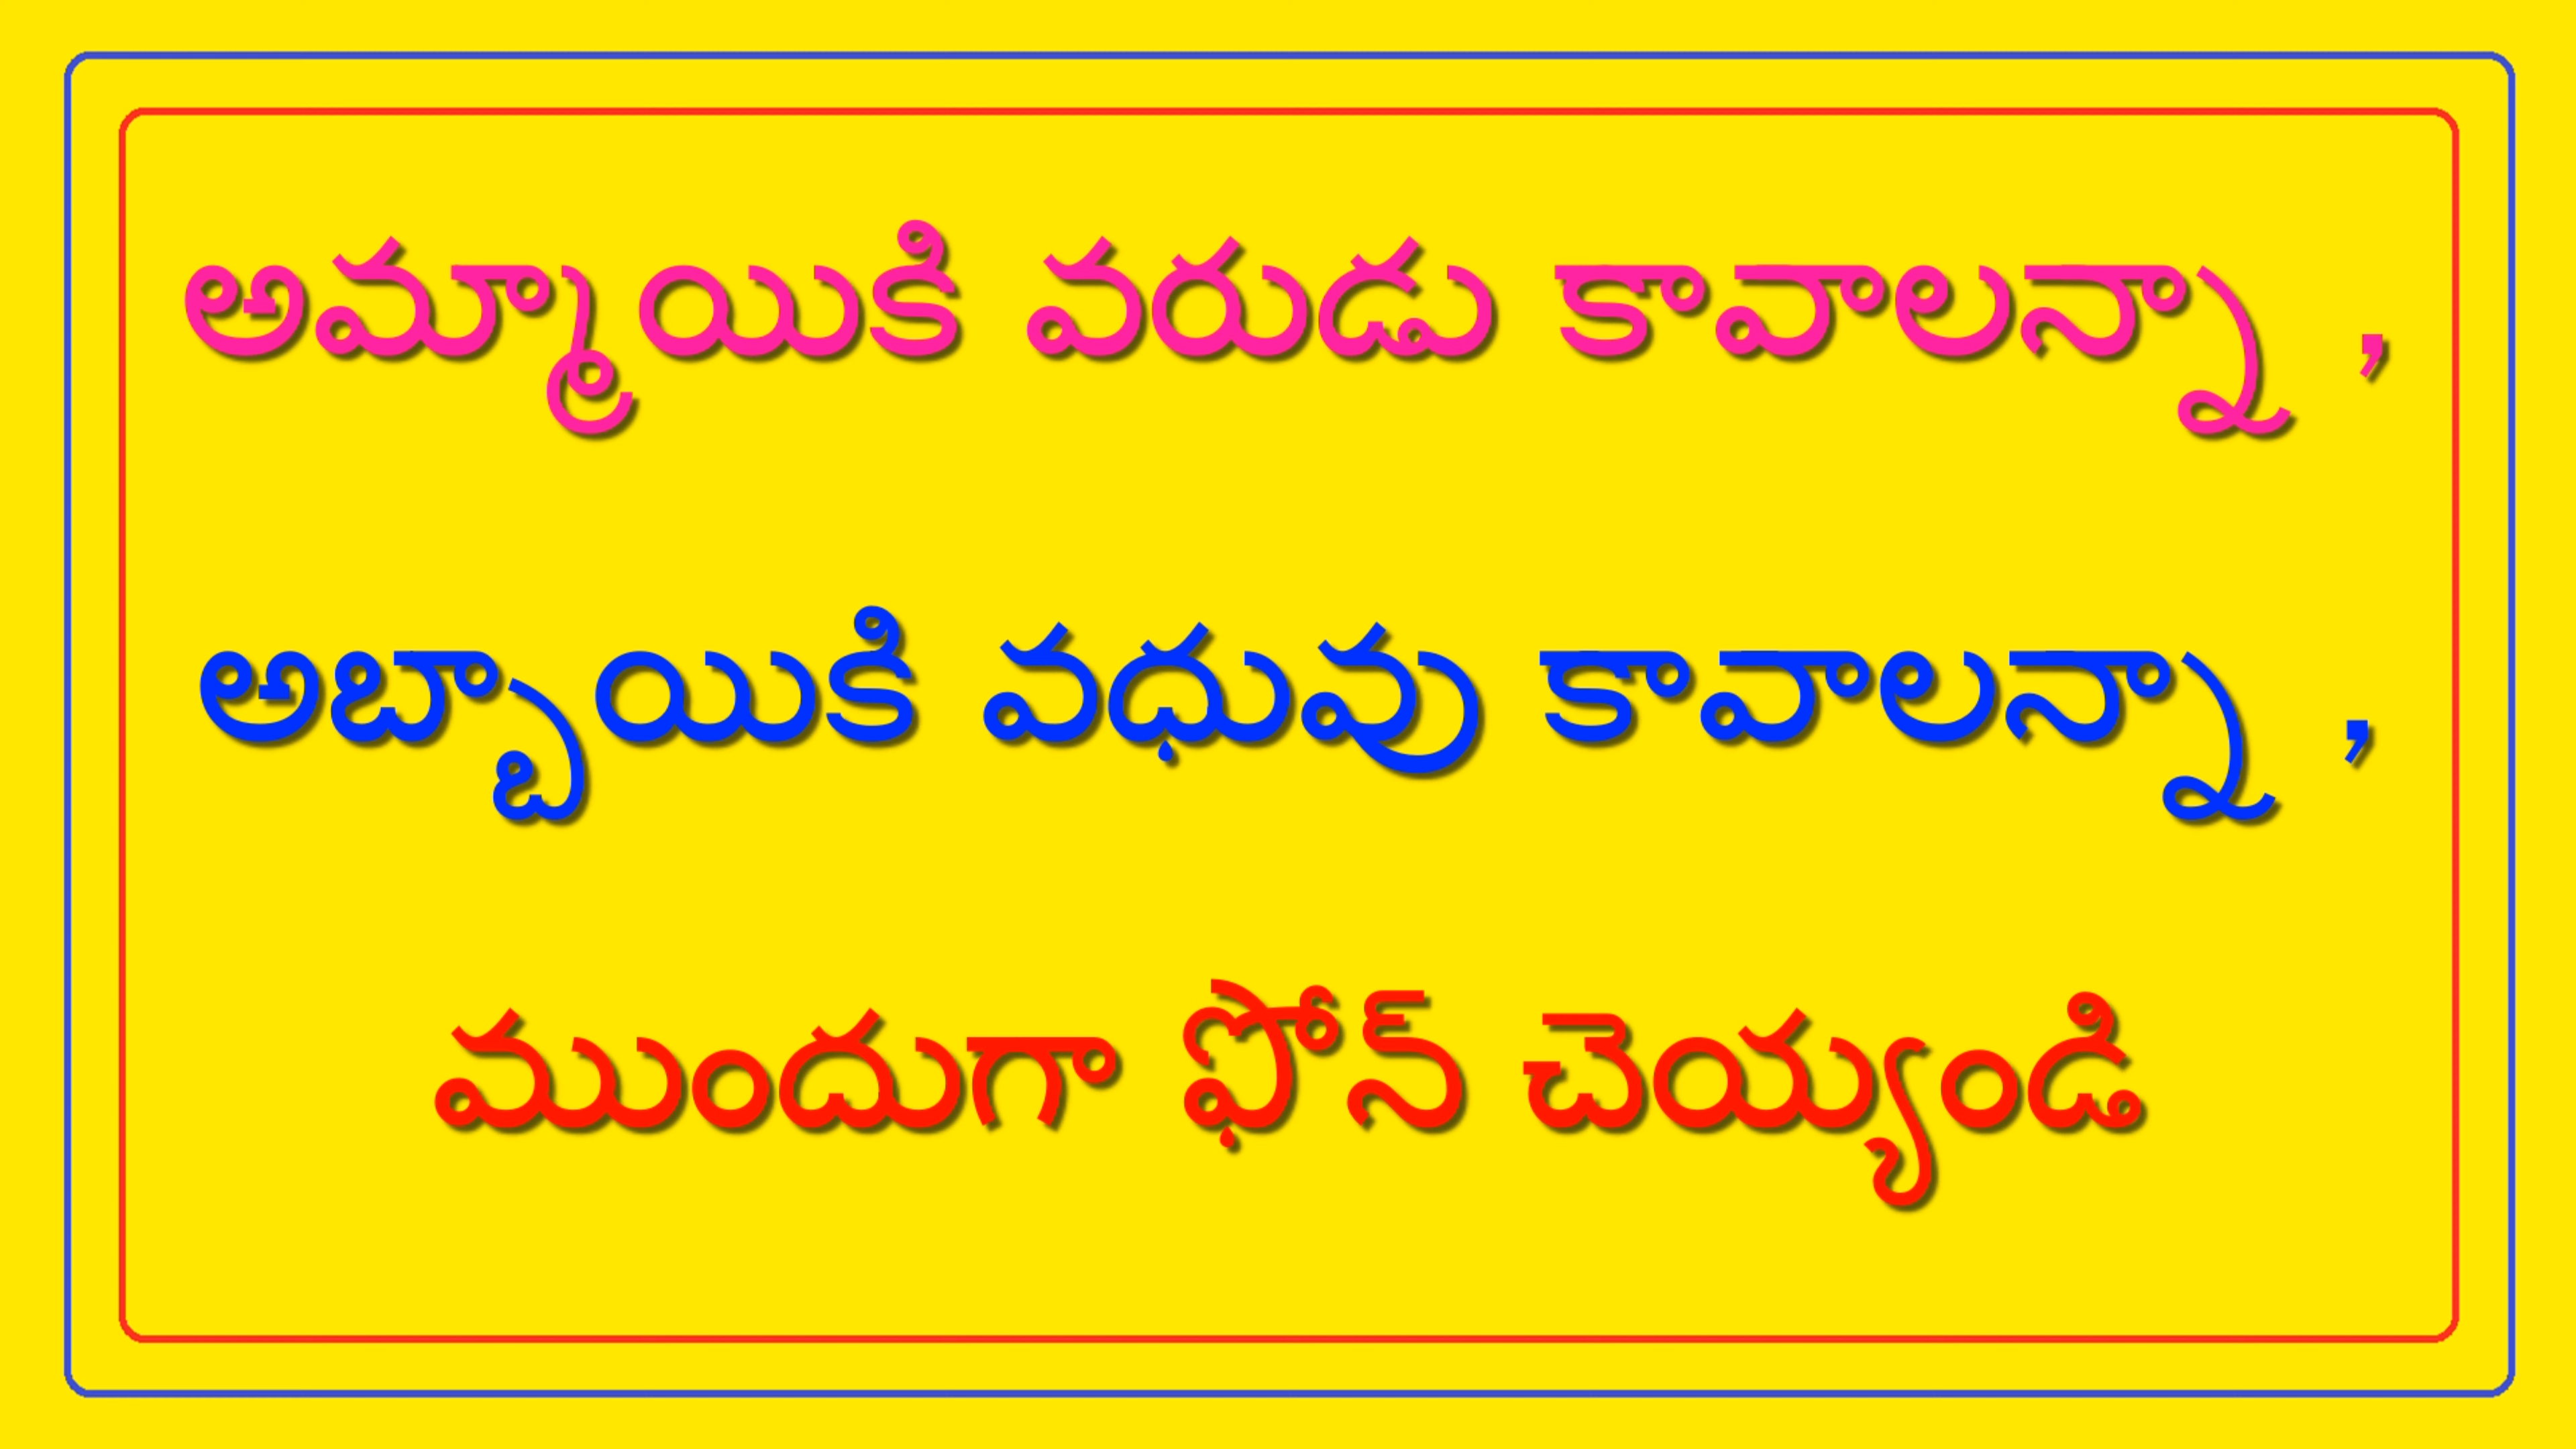 అమ్మాయికి వరుడు కావాలన్నా ,
అబ్బాయికి వధువు కావాలన్నా ,
ముందుగా ఫోన్ చెయ్యండి